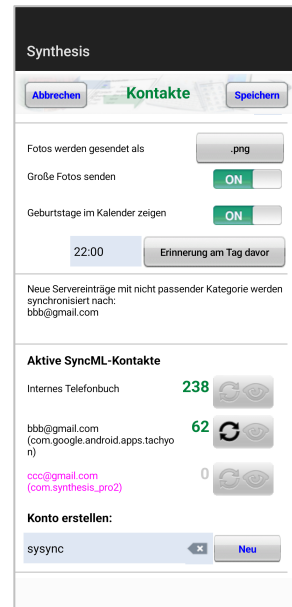 Synthesis
Abbrechen Kontakte Speichern
Fotos werden gesendet als .png
Große Fotos senden ON
Geburtstage im Kalender zeigen ON
22:00 Erinnerung am Tag davor
Neue Servereinträge mit nicht passender Kategorie werden
synchronisiert nach:
bbb@gmail.com
Aktive SyncML-Kontakte
Internes Telefonbuch 238
bbb@gmail.com 62
(com.google.android.apps.tachyo
n)
ccc@gmail.com 0
(com.synthesis_pro2)
Konto erstellen:
sysync Neu